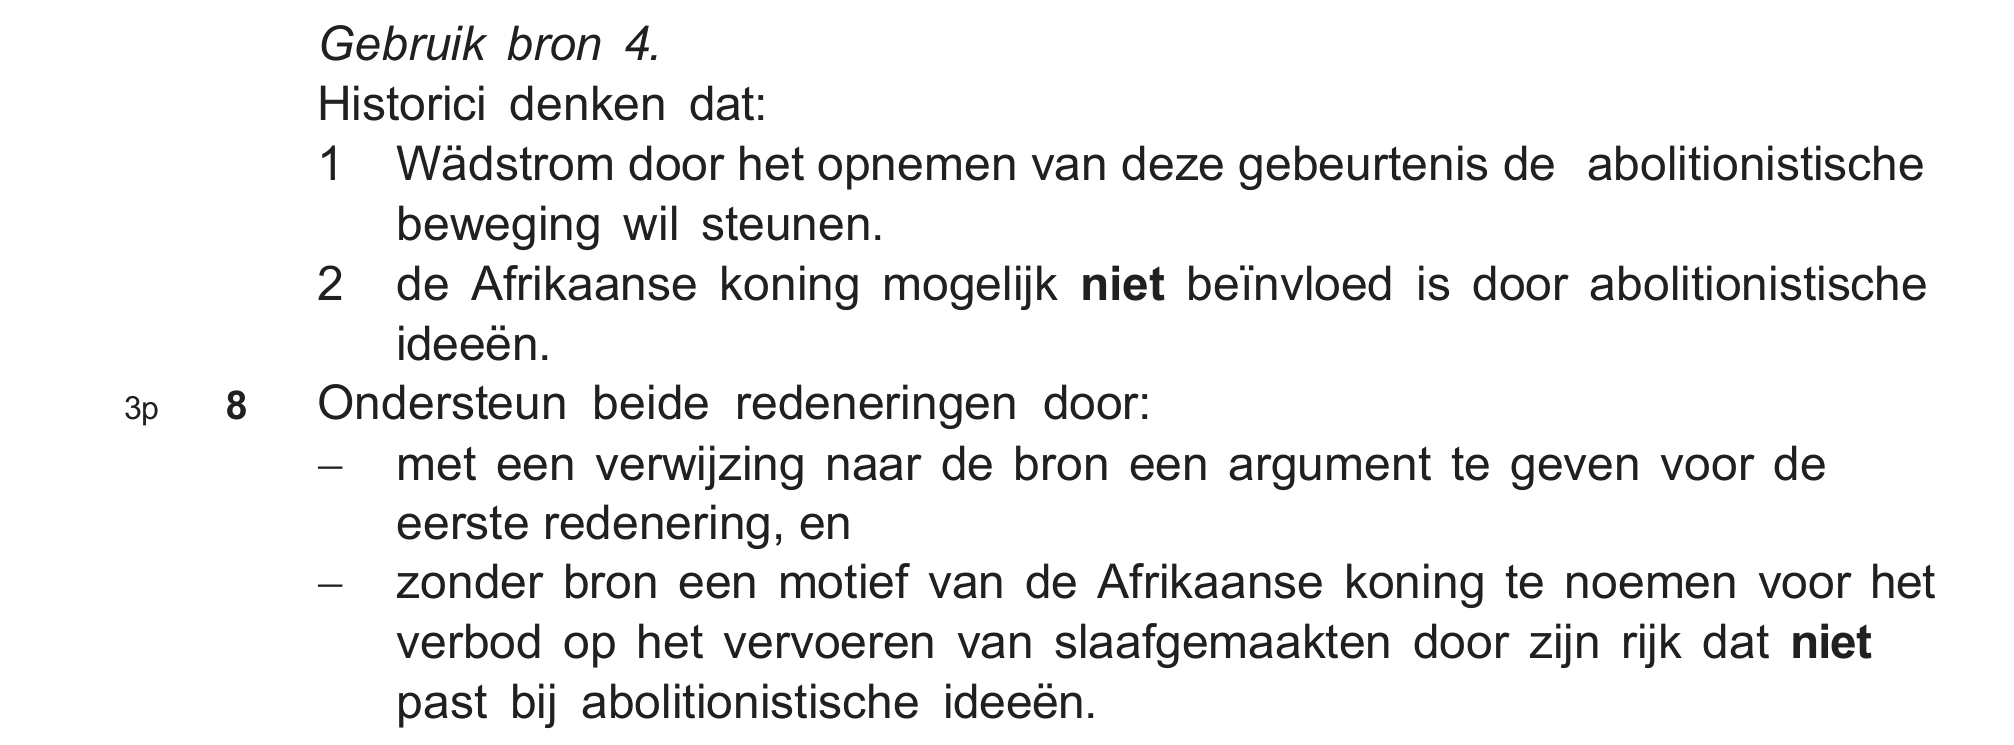 Gebruik bron 4.
Historici denken dat:
1 Wädstrom door het opnemen van deze gebeurtenis de abolitionistische
beweging wil steunen.
2 de Afrikaanse koning mogelijk niet beïnvloed is door abolitionistische
ideeën.
3p 8 Ondersteun beide redeneringen door:
– met een verwijzing naar de bron een argument te geven voor de
eerste redenering, en
– zonder bron een motief van de Afrikaanse koning te noemen voor het
verbod op het vervoeren van slaafgemaakten door zijn rijk dat niet
past bij abolitionistische ideeën.